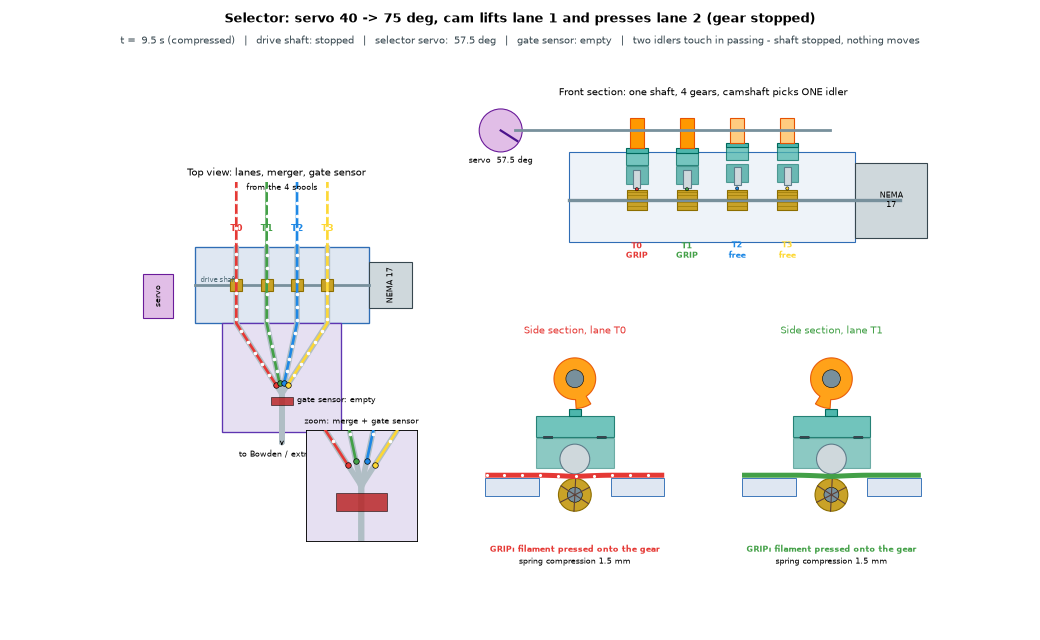 Selector: servo 40 -> 75 deg, cam lifts lane 1 and presses lane 2 (gear stopped)
t = 9.5 s (compressed) | drive shaft: stopped | selector servo: 57.5 deg | gate sensor: empty | two idlers touch in passing - shaft stopped, nothing moves
Front section: one shaft, 4 gears, camshaft picks ONE idler
servo 57.5 deg
NEMA
17
T0
GRIP
T1
GRIP
T2
free
T3
free
Top view: lanes, merger, gate sensor
from the 4 spools
T0
T1
T2
T3
drive shaft
servo
NEMA 17
gate sensor: empty
zoom: merge + gate sensor
to Bowden / extr
Side section, lane T0
GRIP: filament pressed onto the gear
spring compression 1.5 mm
Side section, lane T1
GRIP: filament pressed onto the gear
spring compression 1.5 mm